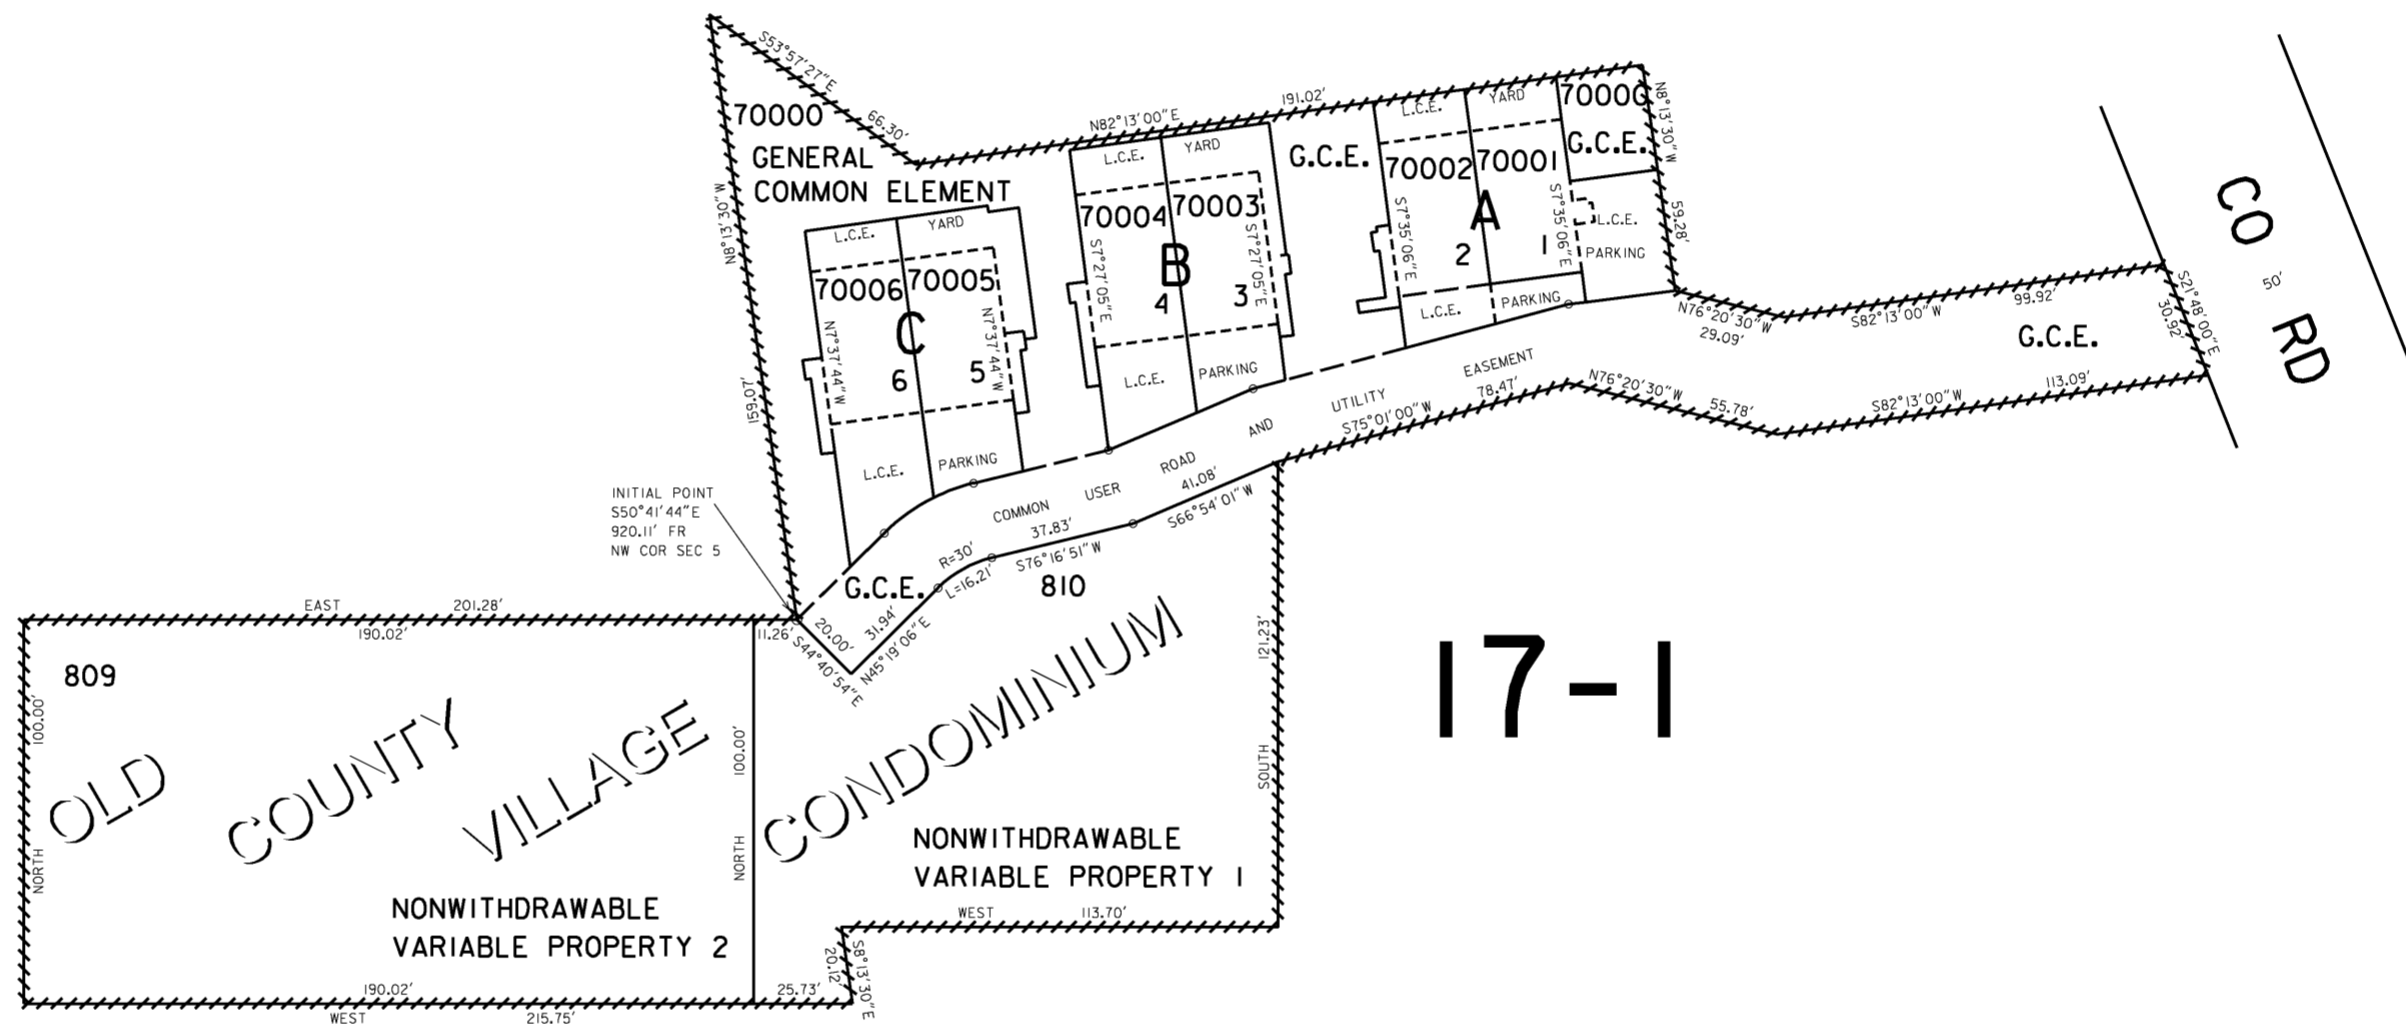 S53°57'27"E
66.30'
70000
GENERAL
COMMON ELEMENT
N8°13'30"W
159.07'
N82°13'00"E
191.02'
70000
G.C.E.
N8°13'30"W
59.28'
L.C.E.
PARKING
L.C.E.
YARD
70002
70001
A
2
1
S7°35'06"E
S7°35'06"E
L.C.E.
PARKING
G.C.E.
L.C.E.
YARD
70004
70003
B
4
3
S7°27'05"E
S7°27'05"E
L.C.E.
PARKING
L.C.E.
YARD
70006
70005
C
6
5
N7°37'44"W
N7°37'44"W
L.C.E.
PARKING
CO
RD
50'
S21°48'00"E
30.92'
N76°20'30"W
29.09'
S82°13'00"W
99.92'
G.C.E.
S82°13'00"W
113.09'
N76°20'30"W
55.78'
S75°01'00"W
78.47'
COMMON USER ROAD AND UTILITY EASEMENT
41.08'
S66°54'01"W
37.83'
S76°16'51"W
R=30'
L=16.21'
G.C.E.
31.94'
N45°19'06"E
20.00'
S44°40'54"E
INITIAL POINT
S50°41'44"E
920.11' FR
NW COR SEC 5
EAST
201.28'
190.02'
11.26'
809
810
100.00'
NORTH
100.00'
NORTH
121.23'
SOUTH
OLD COUNTY VILLAGE CONDOMINIUM
17-1
NONWITHDRAWABLE
VARIABLE PROPERTY 1
NONWITHDRAWABLE
VARIABLE PROPERTY 2
WEST
113.70'
S8°13'30"E
20.12'
190.02'
25.73'
WEST
215.75'